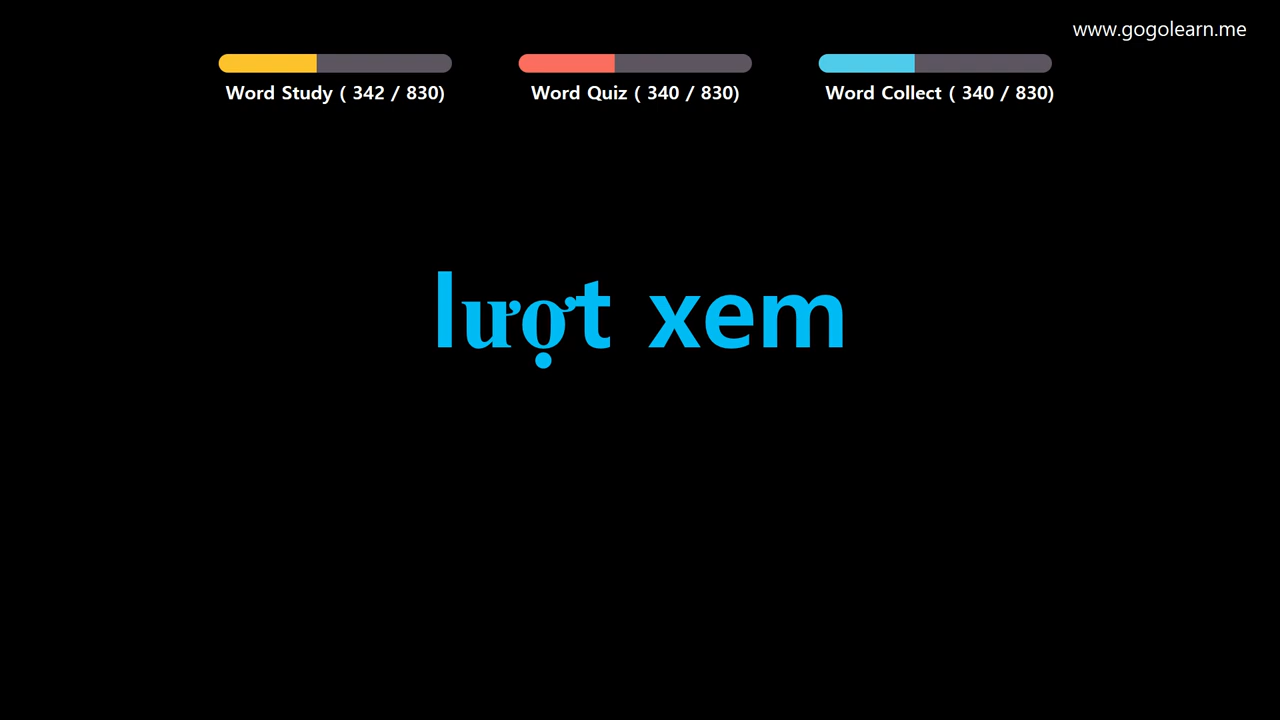 www.gogolearn.me
Word Study ( 342 / 830)
Word Quiz ( 340 / 830)
Word Collect ( 340 / 830)
lượt xem